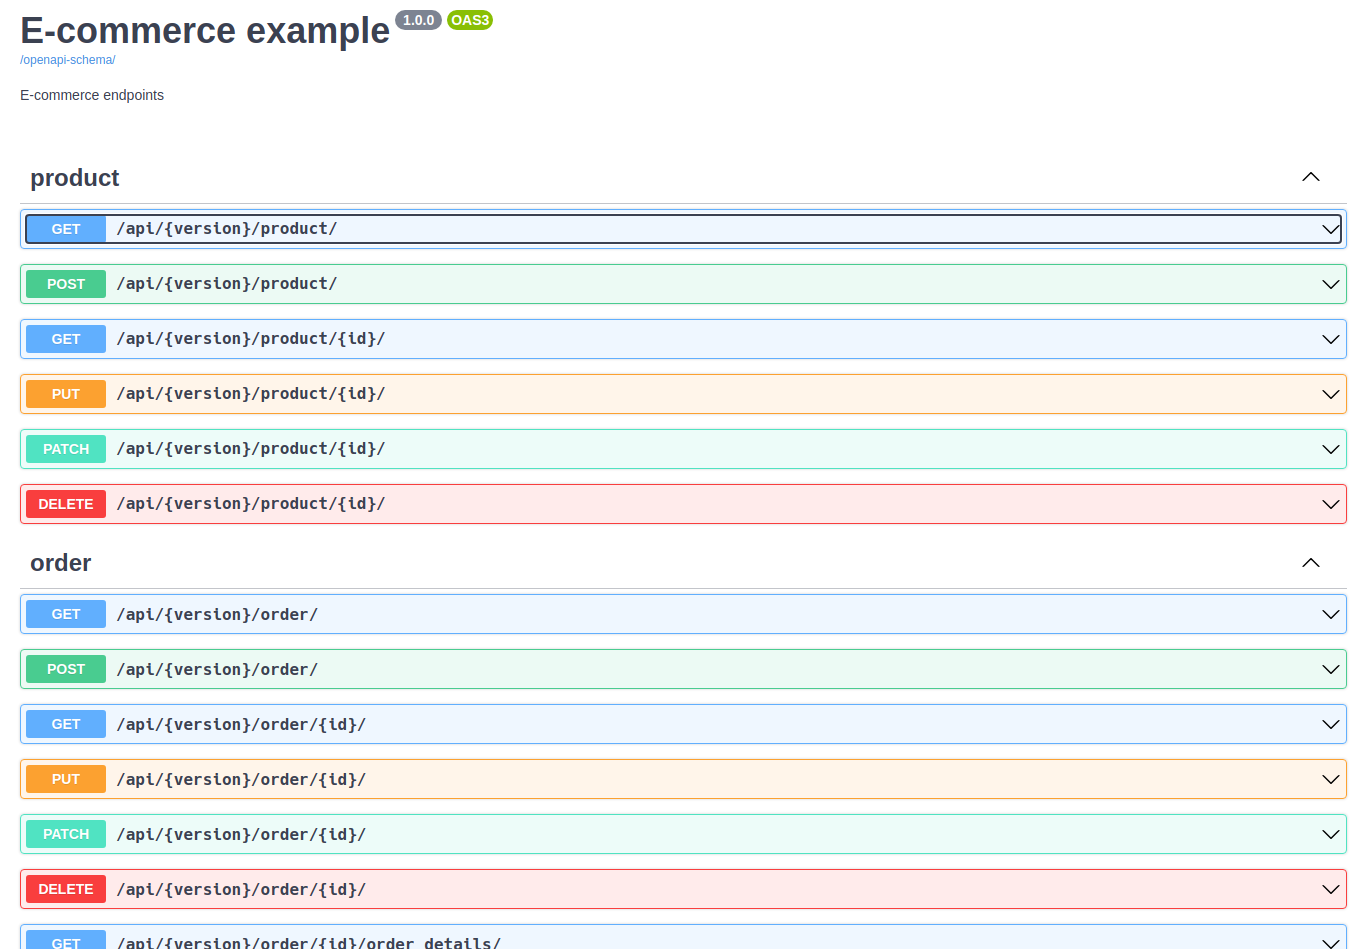 E-commerce example 1.0.0 OAS3
/openapi-schema/
E-commerce endpoints
product
GET /api/{version}/product/
POST /api/{version}/product/
GET /api/{version}/product/{id}/
PUT /api/{version}/product/{id}/
PATCH /api/{version}/product/{id}/
DELETE /api/{version}/product/{id}/
order
GET /api/{version}/order/
POST /api/{version}/order/
GET /api/{version}/order/{id}/
PUT /api/{version}/order/{id}/
PATCH /api/{version}/order/{id}/
DELETE /api/{version}/order/{id}/
GET /api/{version}/order/{id}/order_details/